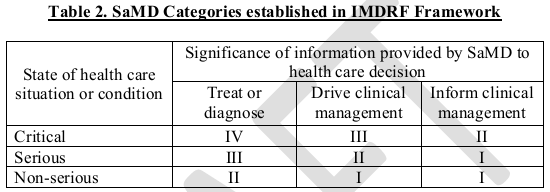 Table 2. SaMD Categories established in IMDRF Framework
State of health care situation or condition
Significance of information provided by SaMD to health care decision
Treat or diagnose
Drive clinical management
Inform clinical management
Critical IV III II
Serious III II I
Non-serious II I I